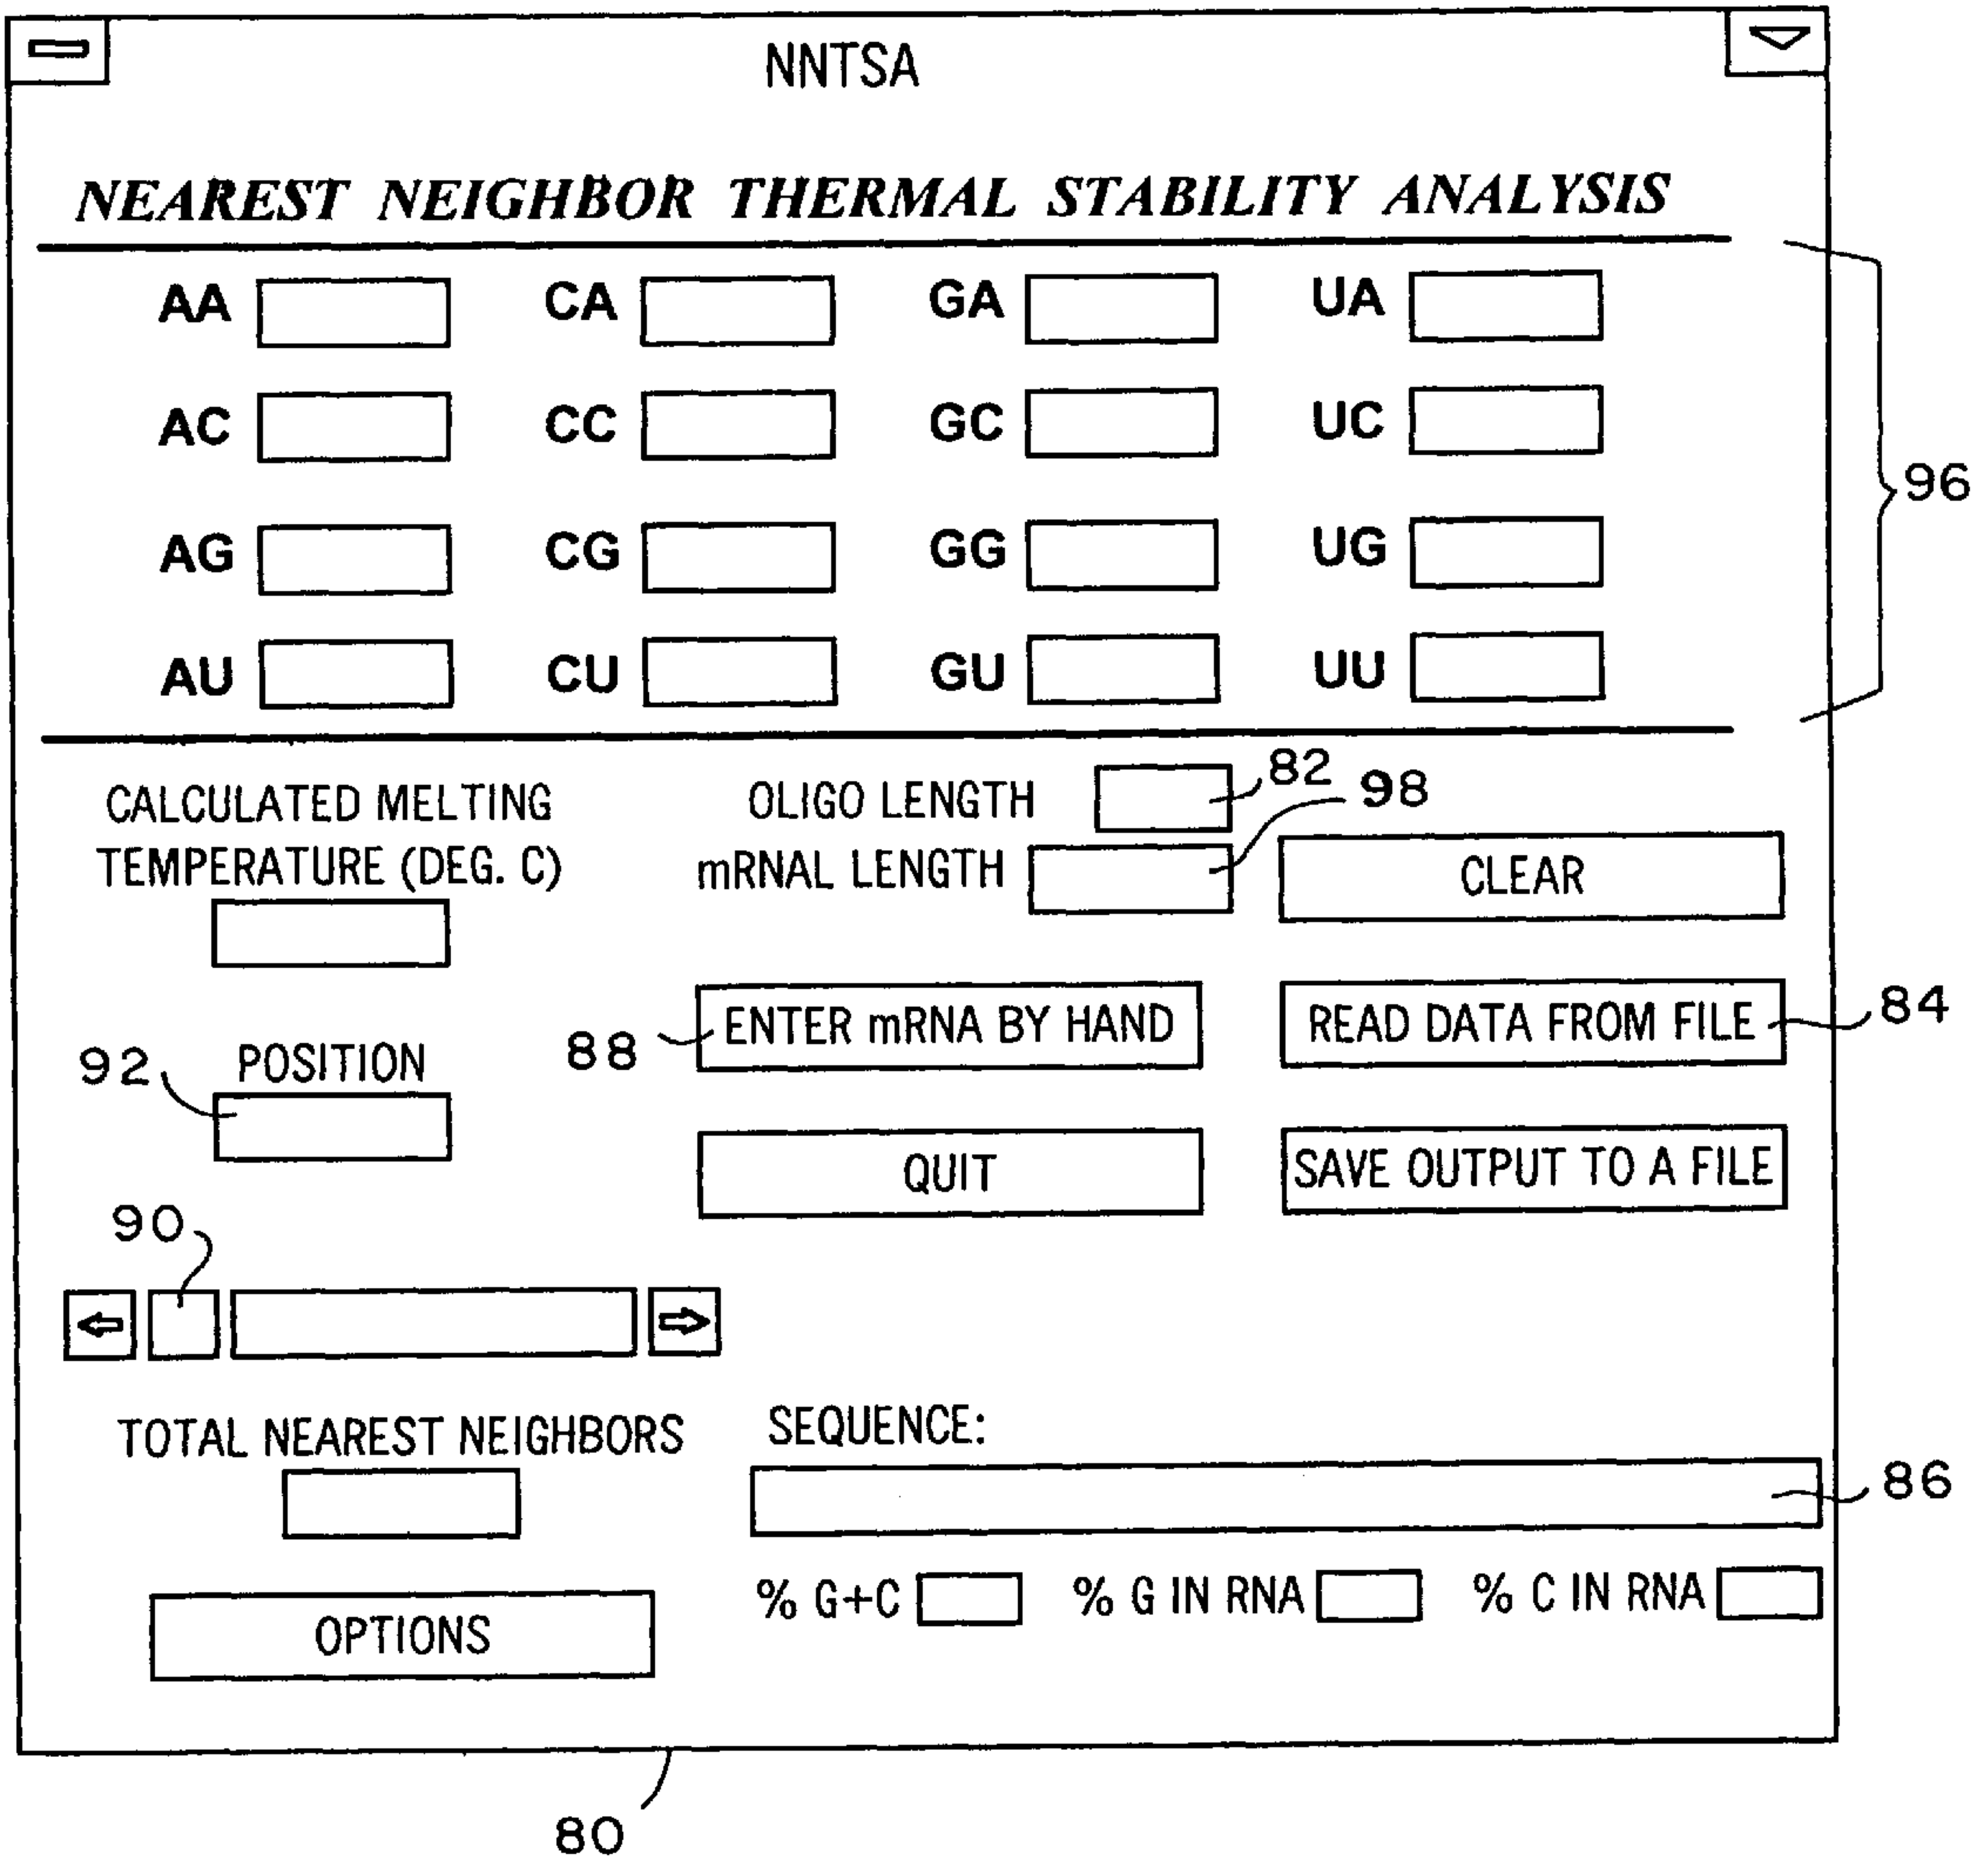 NNTSA
NEAREST NEIGHBOR THERMAL STABILITY ANALYSIS
AA CA GA UA
AC CC GC UC
96
AG CG GG UG
AU CU GU UU
OLIGO LENGTH 82
CALCULATED MELTING
TEMPERATURE (DEG. C)
98
mRNAL LENGTH CLEAR
88 ENTER mRNA BY HAND READ DATA FROM FILE 84
92 POSITION
QUIT SAVE OUTPUT TO A FILE
90
TOTAL NEAREST NEIGHBORS SEQUENCE:
86
% G+C % G IN RNA % C IN RNA
OPTIONS
80